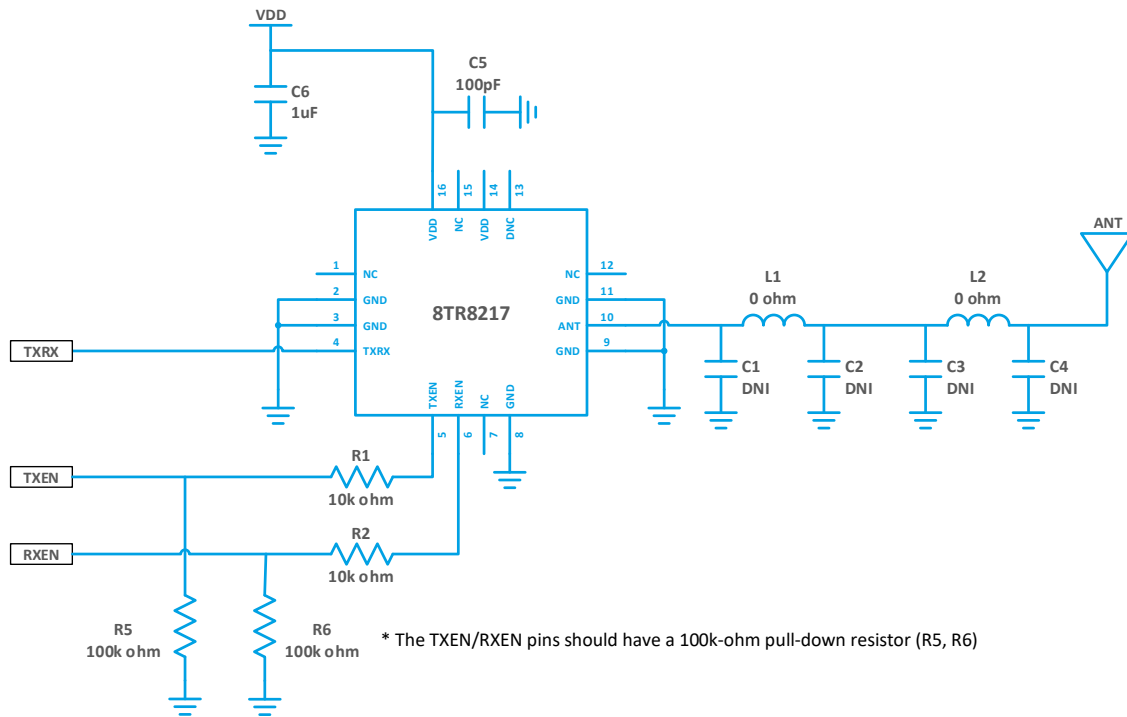 VDD
C5
100pF
C6
1uF
16
15
14
13
VDD
NC
VDD
DNC
ANT
1
NC
NC
12
2
GND
GND
11
L1
0 ohm
L2
0 ohm
8TR8217
3
GND
ANT
10
TXRX
4
TXRX
GND
9
C1
DNI
C2
DNI
C3
DNI
C4
DNI
TXEN
RXEN
NC
GND
5
6
7
8
R1
TXEN
10k ohm
R2
RXEN
10k ohm
R5
100k ohm
R6
100k ohm
* The TXEN/RXEN pins should have a 100k-ohm pull-down resistor (R5, R6)